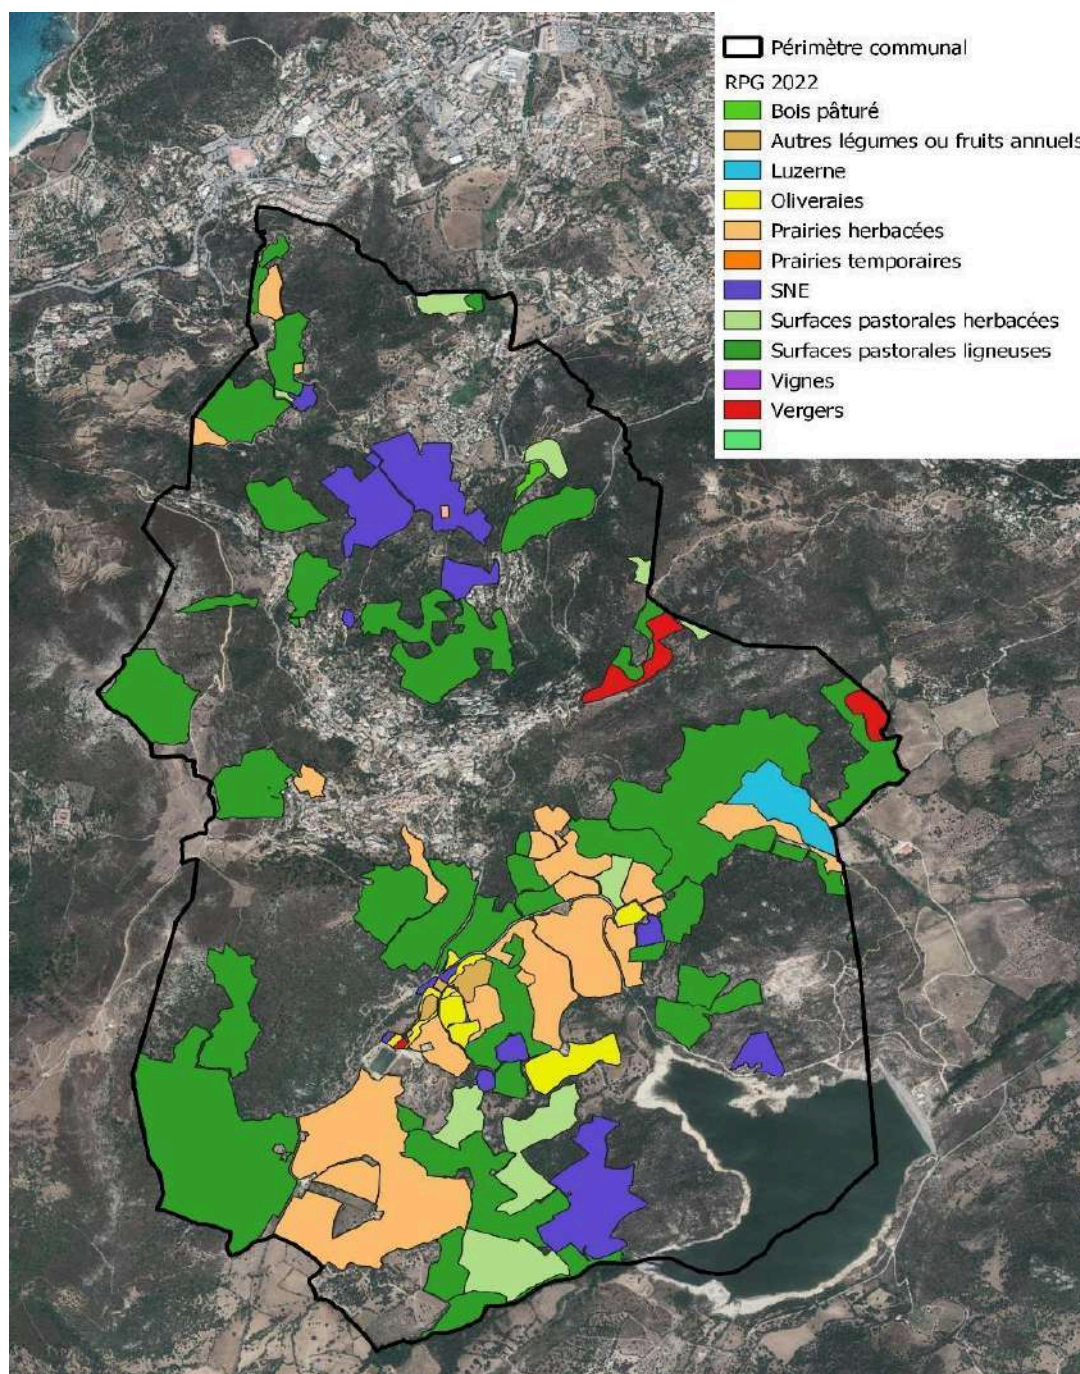 Périmètre communal
RPG 2022
Bois pâturé
Autres légumes ou fruits annuels
Luzerne
Oliveraies
Prairies herbacées
Prairies temporaires
SNE
Surfaces pastorales herbacées
Surfaces pastorales ligneuses
Vignes
Vergers